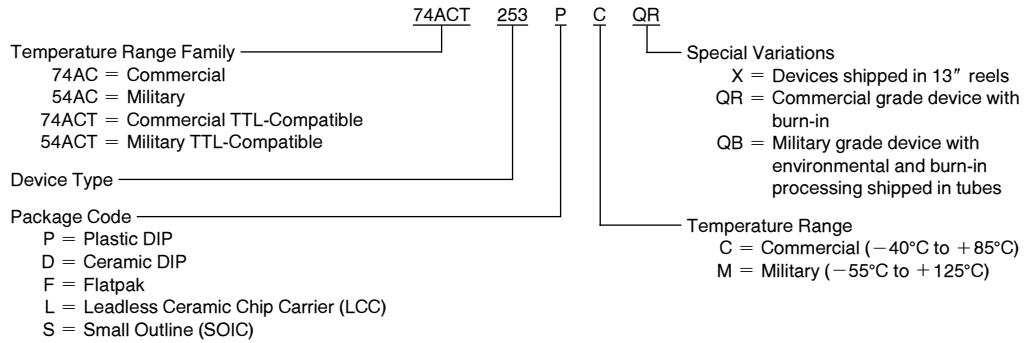 74ACT 253 P C QR
Temperature Range Family
74AC = Commercial
54AC = Military
74ACT = Commercial TTL-Compatible
54ACT = Military TTL-Compatible
Device Type
Package Code
P = Plastic DIP
D = Ceramic DIP
F = Flatpak
L = Leadless Ceramic Chip Carrier (LCC)
S = Small Outline (SOIC)
Special Variations
X = Devices shipped in 13″ reels
QR = Commercial grade device with
burn-in
QB = Military grade device with
environmental and burn-in
processing shipped in tubes
Temperature Range
C = Commercial (−40°C to +85°C)
M = Military (−55°C to +125°C)